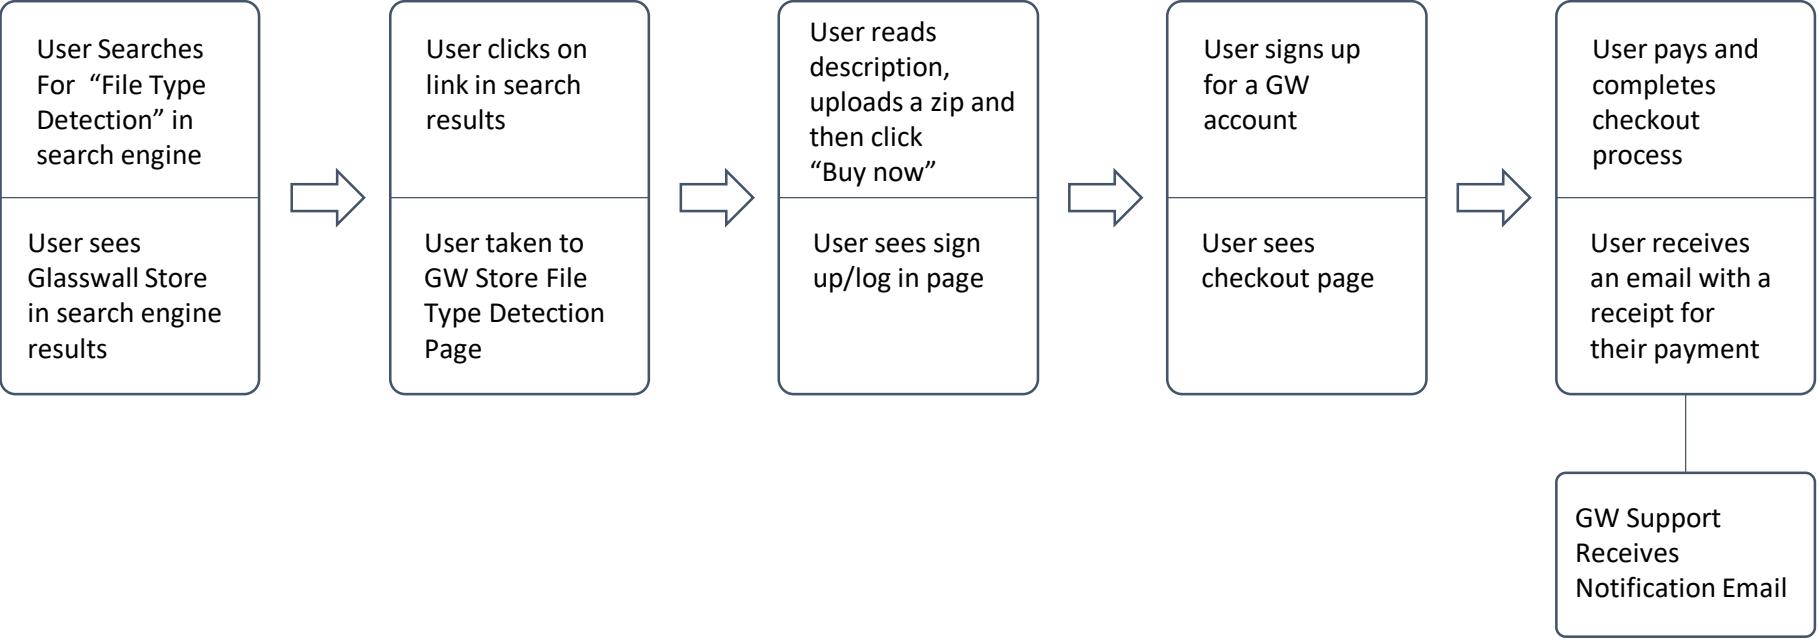 User Searches
For “File Type
Detection” in
search engine
User sees
Glasswall Store
in search engine
results
User clicks on
link in search
results
User taken to
GW Store File
Type Detection
Page
User reads
description,
uploads a zip and
then click
“Buy now”
User sees sign
up/log in page
User signs up
for a GW
account
User sees
checkout page
User pays and
completes
checkout
process
User receives
an email with a
receipt for
their payment
GW Support
Receives
Notification Email